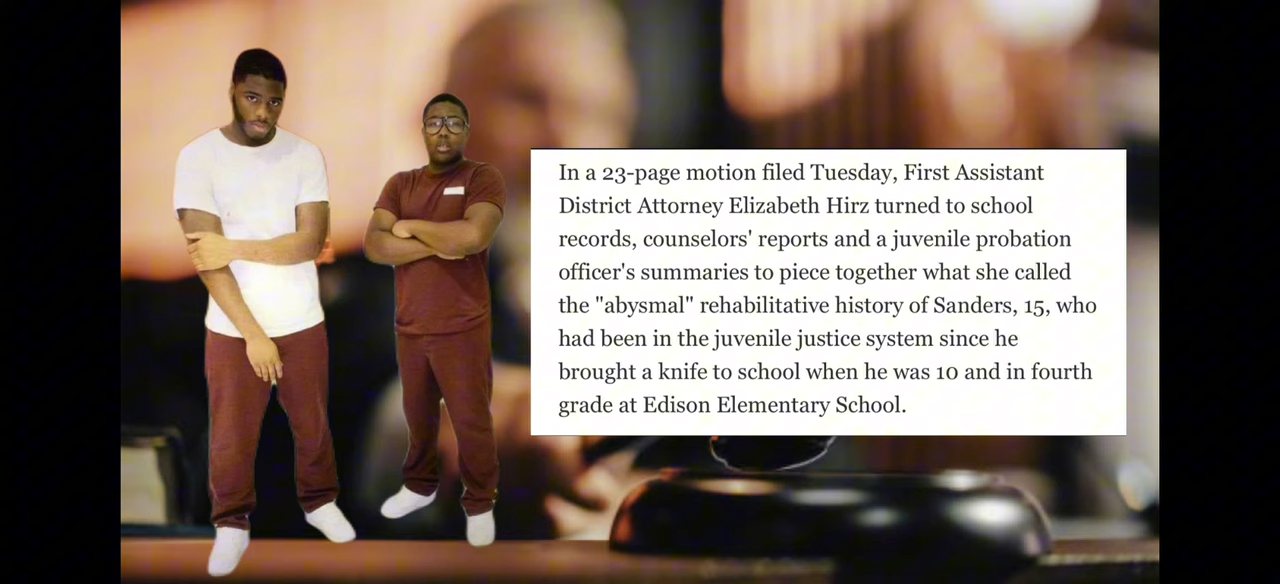 In a 23-page motion filed Tuesday, First Assistant
District Attorney Elizabeth Hirz turned to school
records, counselors' reports and a juvenile probation
officer's summaries to piece together what she called
the "abysmal" rehabilitative history of Sanders, 15, who
had been in the juvenile justice system since he
brought a knife to school when he was 10 and in fourth
grade at Edison Elementary School.